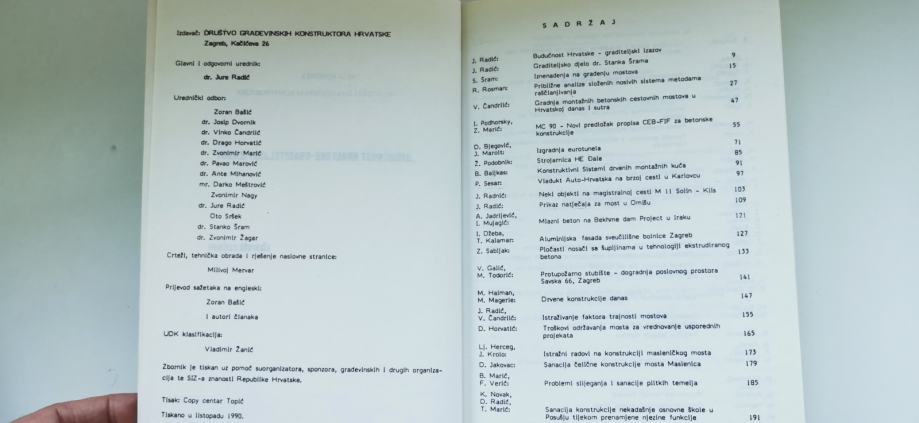 Izdavač: DRUŠTVO GRAĐEVINSKIH KONSTRUKTORA HRVATSKE
Zagreb, Kačićeva 26
Glavni i odgovorni urednik:
dr. Jure Radić
Urednički odbor:
Zoran Bašić
dr. Josip Dvornik
dr. Vinko Čandrlić
dr. Drago Horvatić
dr. Zvonimir Marić
dr. Pavao Marović
dr. Ante Mihanović
mr. Darko Meštrović
Zvonimir Nagy
dr. Jure Radić
Oto Sršek
dr. Stanko Šram
dr. Zvonimir Žagar
Crteži, tehnička obrada i rješenje naslovne stranice:
Milivoj Mervar
Prijevod sažetaka na engleski:
Zoran Bašić
i autori članaka
UDK klasifikacija:
Vladimir Žanić
Zbornik je tiskan uz pomoć suorganizatora, sponzora, građevinskih i drugih organiza-
cija te SIZ-a znanosti Republike Hrvatske.
Tisak: Copy centar Topić
Tiskano u listopadu 1990.
SADRŽAJ
J. Radić: Budućnost Hrvatske - graditeljski izazov 9
J. Radić: Graditeljsko djelo dr. Stanka Šrama 15
S. Šram: Iznenađenja na građenju mostova
R. Rosman: Približne analize složenih nosivih sistema metodama 27
raščlanjivanja
V. Čandrlić: Gradnja montažnih betonskih cestovnih mostova u 47
Hrvatskoj danas i sutra
I. Podhorsky,
Z. Marić: MC 90 - Novi predložak propisa CEB-FIF za betonske 55
konstrukcije
D. Bjegović,
J. Marolt: Izgradnja eurotunela 71
Ž. Podobnik: Strojarnica HE Đale 85
B. Baljkas: Konstruktivni Sistemi drvenih montažnih kuća 91
P. Sesar: Vijadukt Auto-Hrvatska na brzoj cesti u Karlovcu 97
J. Radnić: Neki objekti na magistralnoj cesti M 11 Solin - Klis 103
J. Radić: Prikaz natječaja za most u Omišu 109
A. Jadrijević,
I. Mujagić: Mlazni beton na Bekhme dam Project u Iraku 121
I. Džeba,
T. Kalaman: Aluminijska fasada sveučilišne bolnice Zagreb 127
Z. Sabljak: Pločasti nosači sa šupljinama u tehnologiji ekstrudiranog 133
betona
V. Galić,
M. Todorić: Protupožarno stubište - dogradnja poslovnog prostora
Savska 66, Zagreb 141
M. Haiman,
M. Magerle: Drvene konstrukcije danas 147
J. Radić,
V. Čandrlić: Istraživanje faktora trajnosti mostova 155
D. Horvatić: Troškovi održavanja mosta za vrednovanje usporednih
projekata 165
Lj. Herceg,
J. Krolo: Istražni radovi na konstrukciji masleničkog mosta 173
D. Jakovac: Sanacija čelične konstrukcije mosta Maslenica 179
B. Marić,
F. Verić: Problemi slijeganja i sanacije plitkih temelja 185
K. Novak,
D. Radić,
T. Marić: Sanacija konstrukcije nekadašnje osnovne škole u
Posušju tijekom prenamjene njezine funkcije 191